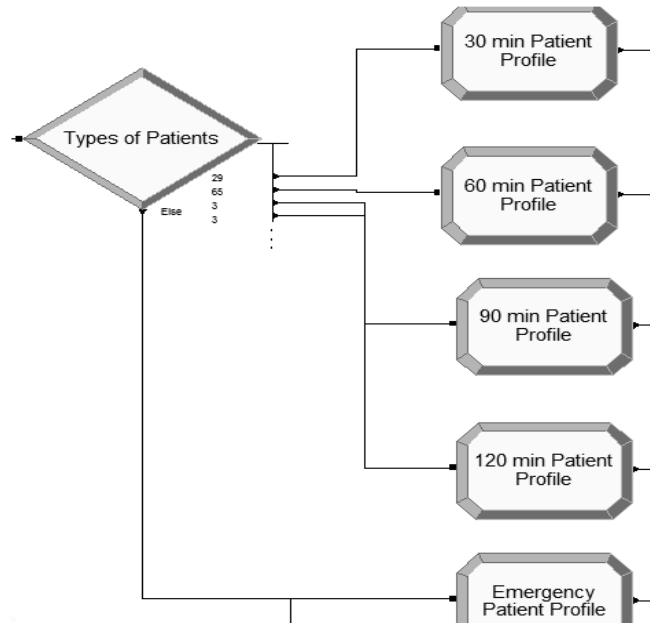 30 min Patient
Profile
Types of Patients
29
65
Else
3
3
60 min Patient
Profile
90 min Patient
Profile
120 min Patient
Profile
Emergency
Patient Profile